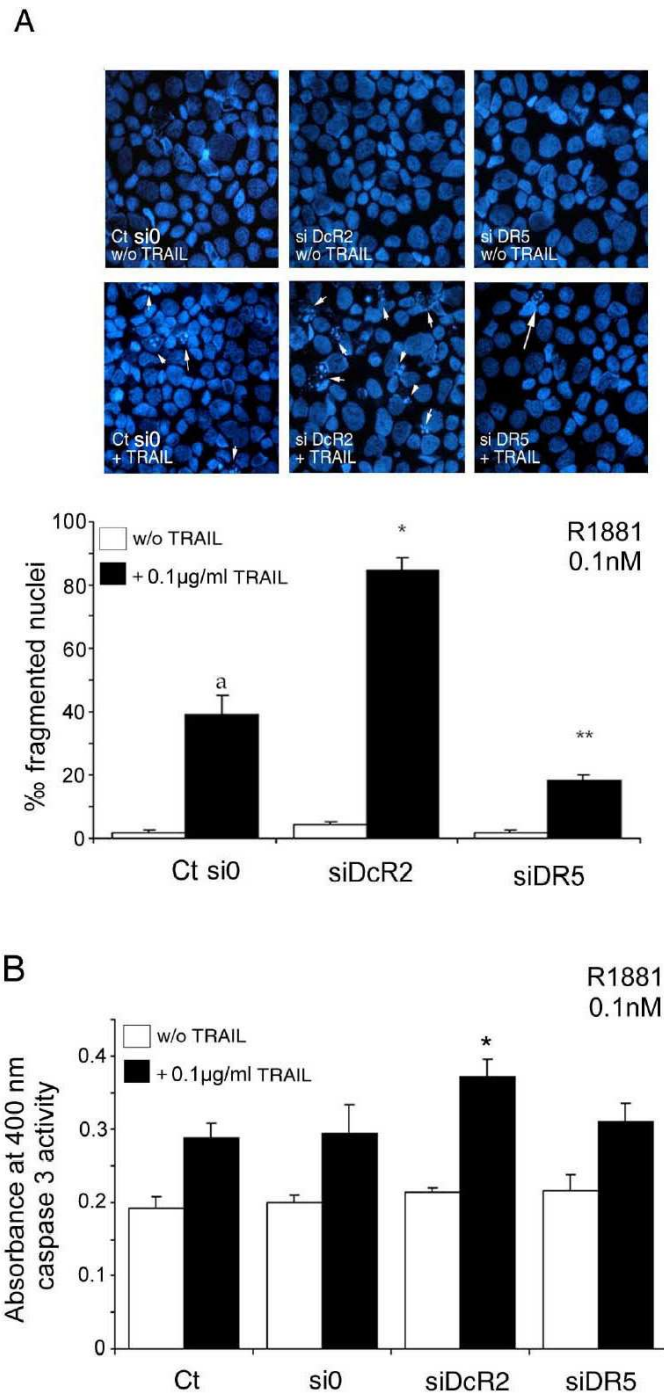 A
Ct si0
w/o TRAIL
si DcR2
w/o TRAIL
si DR5
w/o TRAIL
Ct si0
+ TRAIL
si DcR2
+ TRAIL
si DR5
+ TRAIL
100
80
60
40
20
0
‰ fragmented nuclei
w/o TRAIL
+ 0.1µg/ml TRAIL
R1881
0.1nM
a
*
**
Ct si0
siDcR2
siDR5
B
R1881
0.1nM
w/o TRAIL
+ 0.1µg/ml TRAIL
*
0.4
0.3
0.2
0.1
0
Absorbance at 400 nm
caspase 3 activity
Ct
si0
siDcR2
siDR5